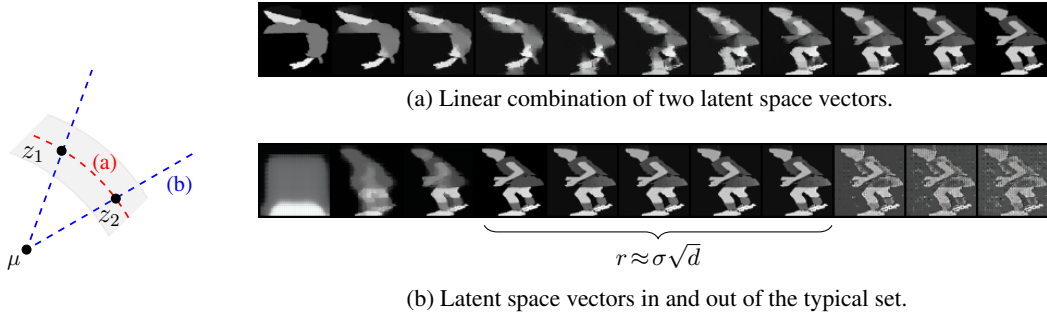 (a) Linear combination of two latent space vectors.
z₁
(a)
(b)
z₂
μ
r≈σ√d
(b) Latent space vectors in and out of the typical set.